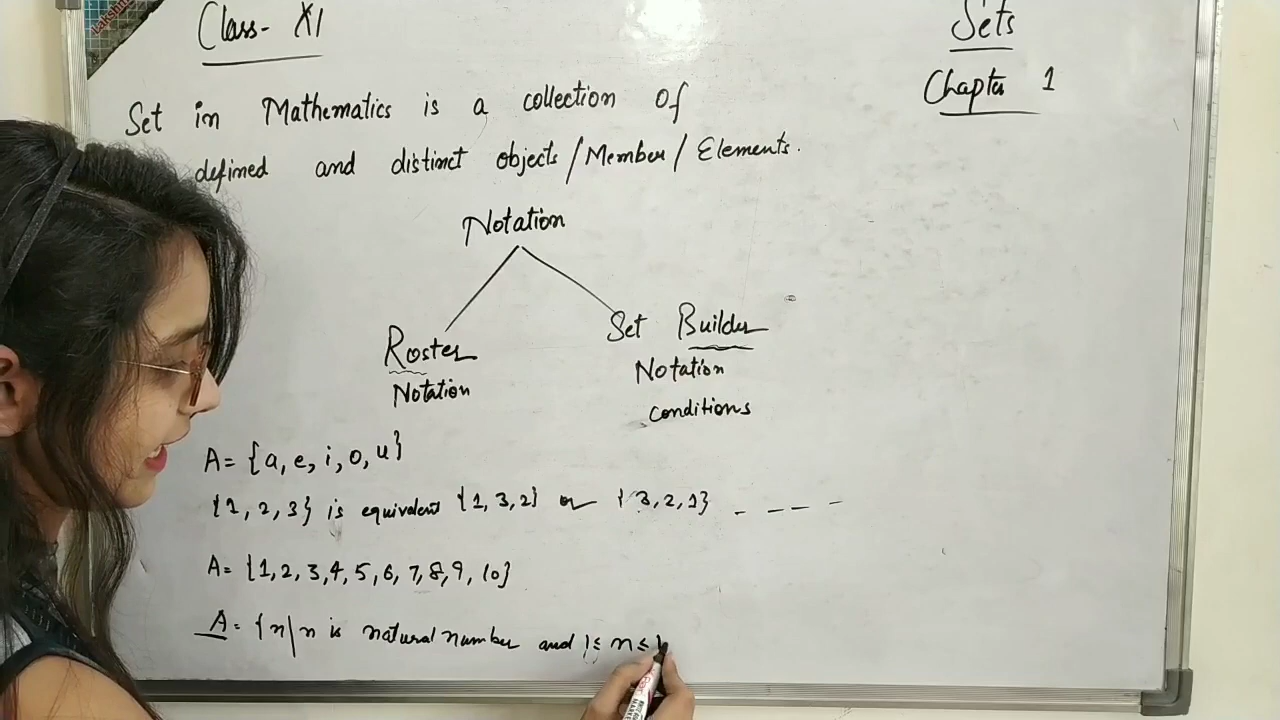 Class- XI
Sets
Chapter 1
Set in Mathematics is a collection of
defined and distinct objects/Member/Elements.
Notation
Roster
Notation
Set Builder
Notation
conditions
A= {a, e, i, o, u}
{1, 2, 3} is equivalent {1, 3, 2} or {3, 2, 1} - - - -
A= {1, 2, 3, 4, 5, 6, 7, 8, 9, 10}
A= {n|n is natural number and 1≤ n ≤ 1